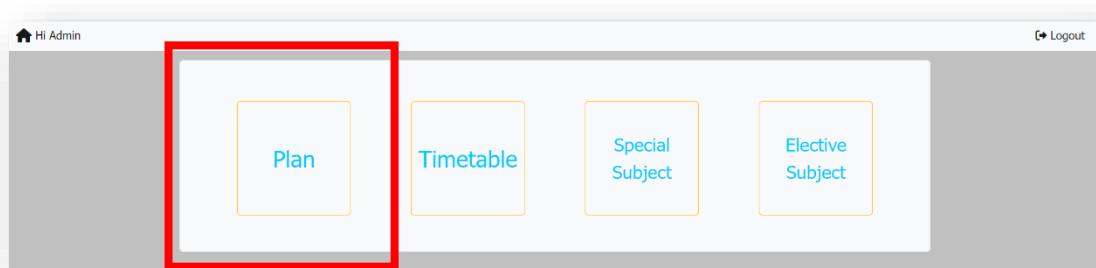 Hi Admin
Logout
Plan
Timetable
Special
Subject
Elective
Subject